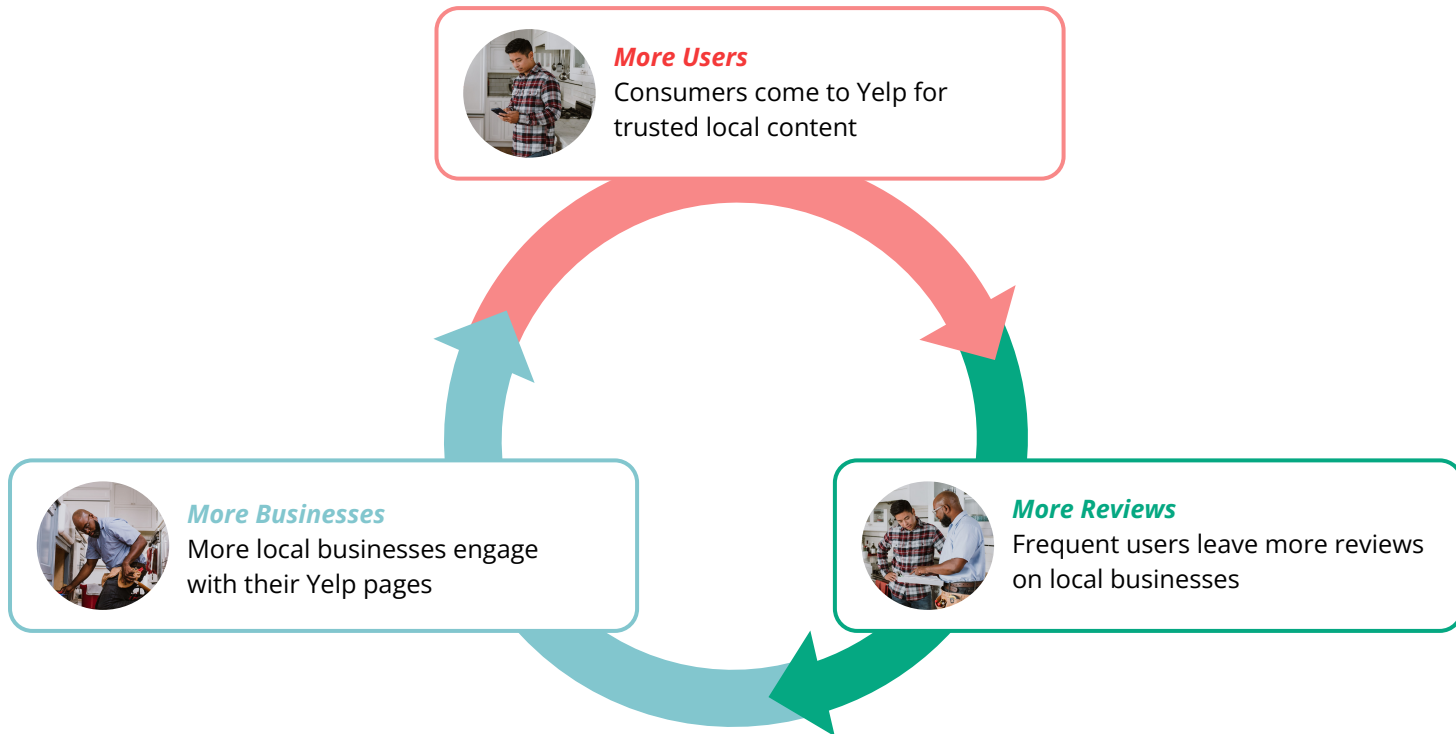 More Users
Consumers come to Yelp for
trusted local content
More Businesses
More local businesses engage
with their Yelp pages
More Reviews
Frequent users leave more reviews
on local businesses